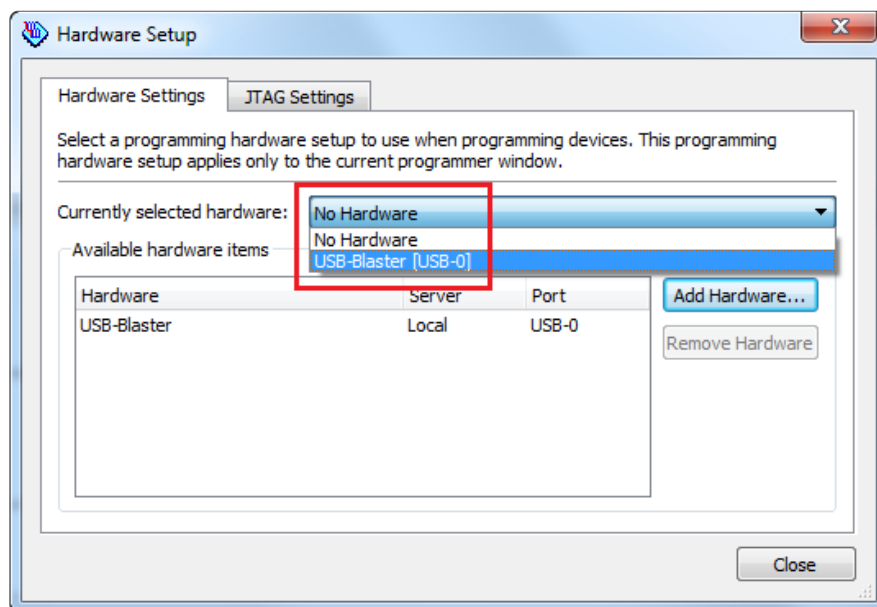 Hardware Setup
Hardware Settings
JTAG Settings
Select a programming hardware setup to use when programming devices. This programming
hardware setup applies only to the current programmer window.
Currently selected hardware:
No Hardware
No Hardware
USB-Blaster [USB-0]
Available hardware items
Hardware Server Port
USB-Blaster Local USB-0
Add Hardware...
Remove Hardware
Close